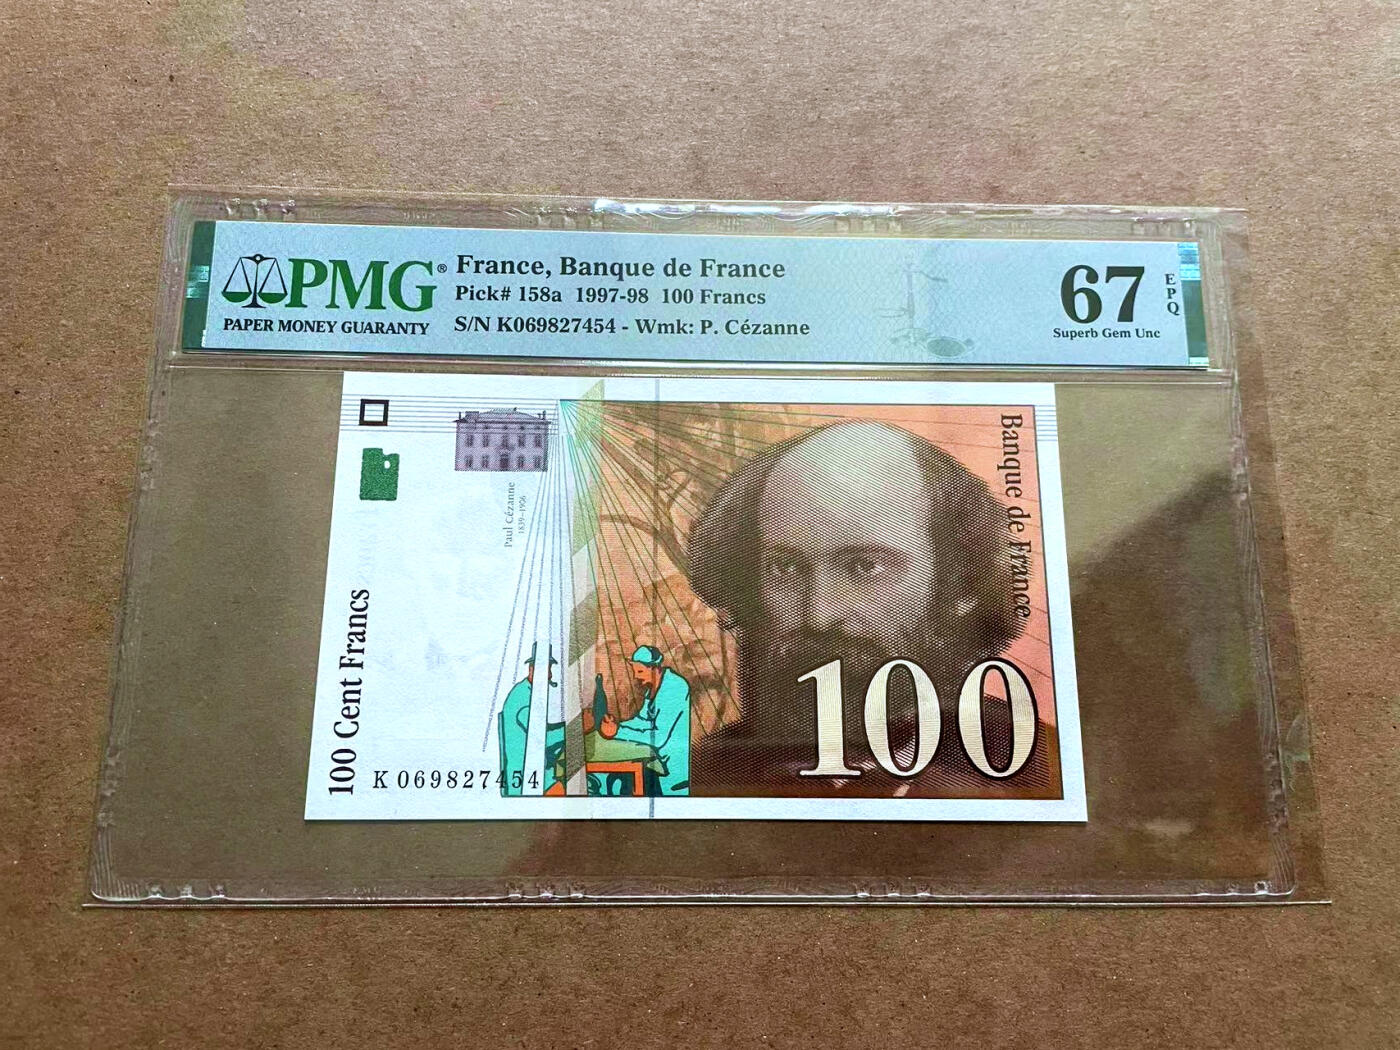 PMG®
PAPER MONEY GUARANTY
France, Banque de France
Pick# 158a 1997-98 100 Francs
S/N K069827454 - Wmk: P. Cézanne
67
EPQ
Superb Gem Unc
Paul Cézanne
1839-1906
Banque de France
100 Cent Francs
K 069827454
100